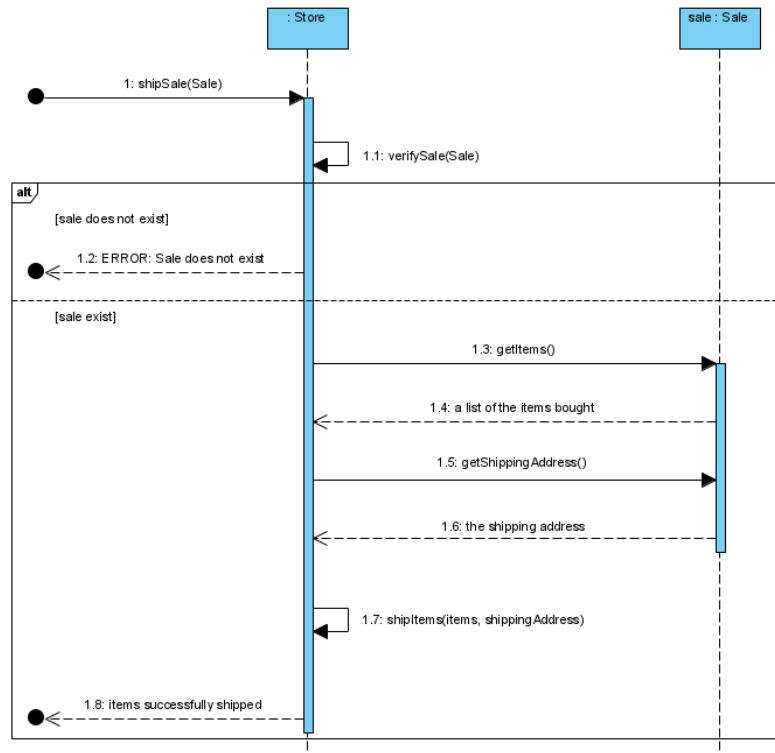 : Store
sale : Sale
1: shipSale(Sale)
1.1: verifySale(Sale)
alt
[sale does not exist]
1.2: ERROR: Sale does not exist
[sale exist]
1.3: getItems()
1.4: a list of the items bought
1.5: getShippingAddress()
1.6: the shipping address
1.7: shipItems(items, shippingAddress)
1.8: items successfully shipped